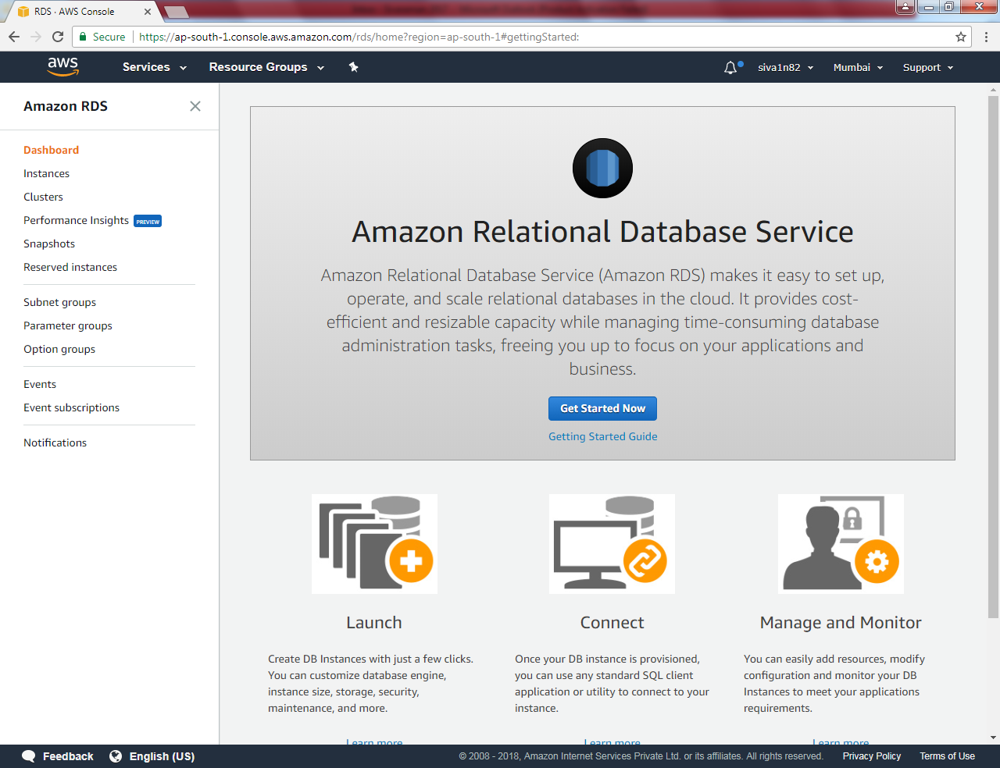 RDS · AWS Console
Secure
https://ap-south-1.console.aws.amazon.com/rds/home?region=ap-south-1#gettingStarted:
aws
Services
Resource Groups
siva1n82
Mumbai
Support
Amazon RDS
Dashboard
Instances
Clusters
Performance Insights PREVIEW
Snapshots
Reserved instances
Subnet groups
Parameter groups
Option groups
Events
Event subscriptions
Notifications
Amazon Relational Database Service
Amazon Relational Database Service (Amazon RDS) makes it easy to set up,
operate, and scale relational databases in the cloud. It provides cost-
efficient and resizable capacity while managing time-consuming database
administration tasks, freeing you up to focus on your applications and
business.
Get Started Now
Getting Started Guide
Launch
Create DB Instances with just a few clicks.
You can customize database engine,
instance size, storage, security,
maintenance, and more.
Learn more
Connect
Once your DB instance is provisioned,
you can use any standard SQL client
application or utility to connect to your
instance.
Learn more
Manage and Monitor
You can easily add resources, modify
configuration and monitor your DB
Instances to meet your applications
requirements.
Learn more
Feedback
English (US)
© 2008 - 2018, Amazon Internet Services Private Ltd. or its affiliates. All rights reserved.
Privacy Policy
Terms of Use